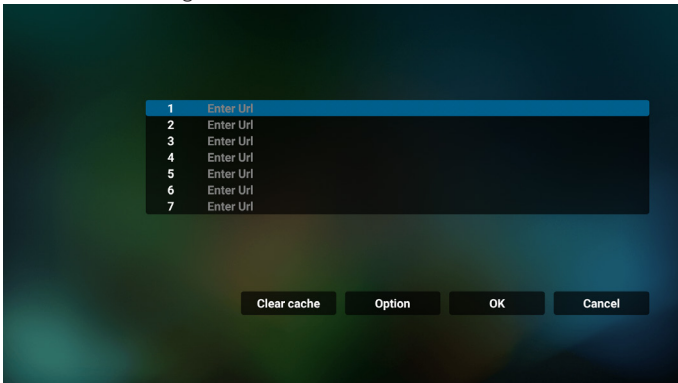 1 Enter Url
2 Enter Url
3 Enter Url
4 Enter Url
5 Enter Url
6 Enter Url
7 Enter Url
Clear cache Option OK Cancel